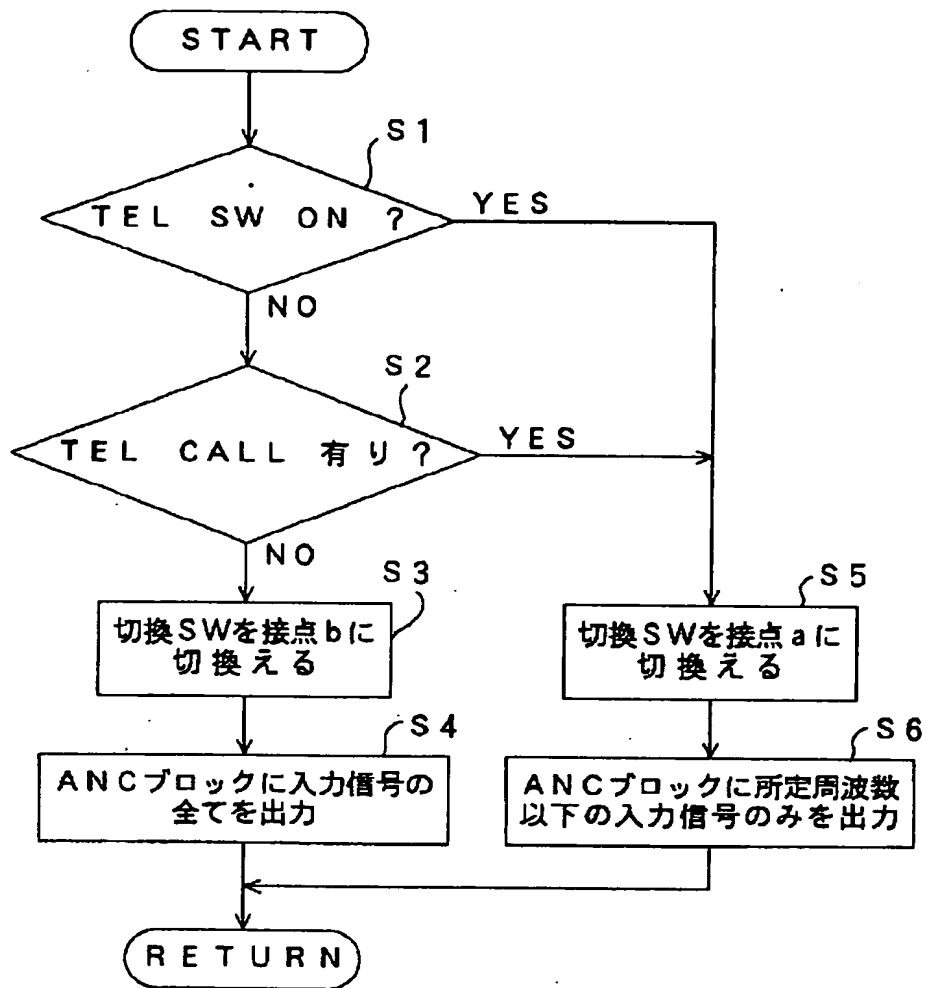 START
S1
TEL SW ON ?
YES
NO
S2
TEL CALL 有り?
YES
NO
S3
切換SWを接点bに
切換える
S4
ANCブロックに入力信号の
全てを出力
S5
切換SWを接点aに
切換える
S6
ANCブロックに所定周波数
以下の入力信号のみを出力
RETURN